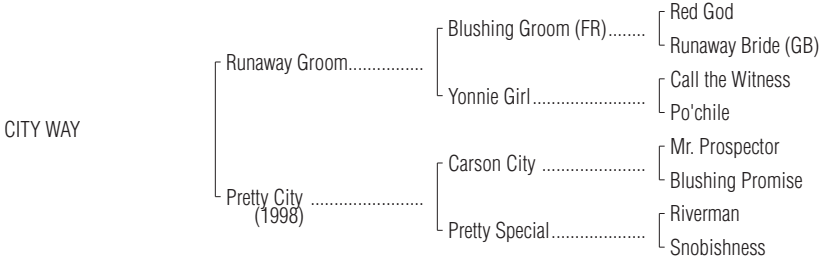 Red God
Blushing Groom (FR)........
Runaway Bride (GB)
Runaway Groom................
Call the Witness
Yonnie Girl........................
Po'chile
CITY WAY
Mr. Prospector
Carson City ......................
Blushing Promise
Pretty City ........................
(1998)
Riverman
Pretty Special....................
Snobishness